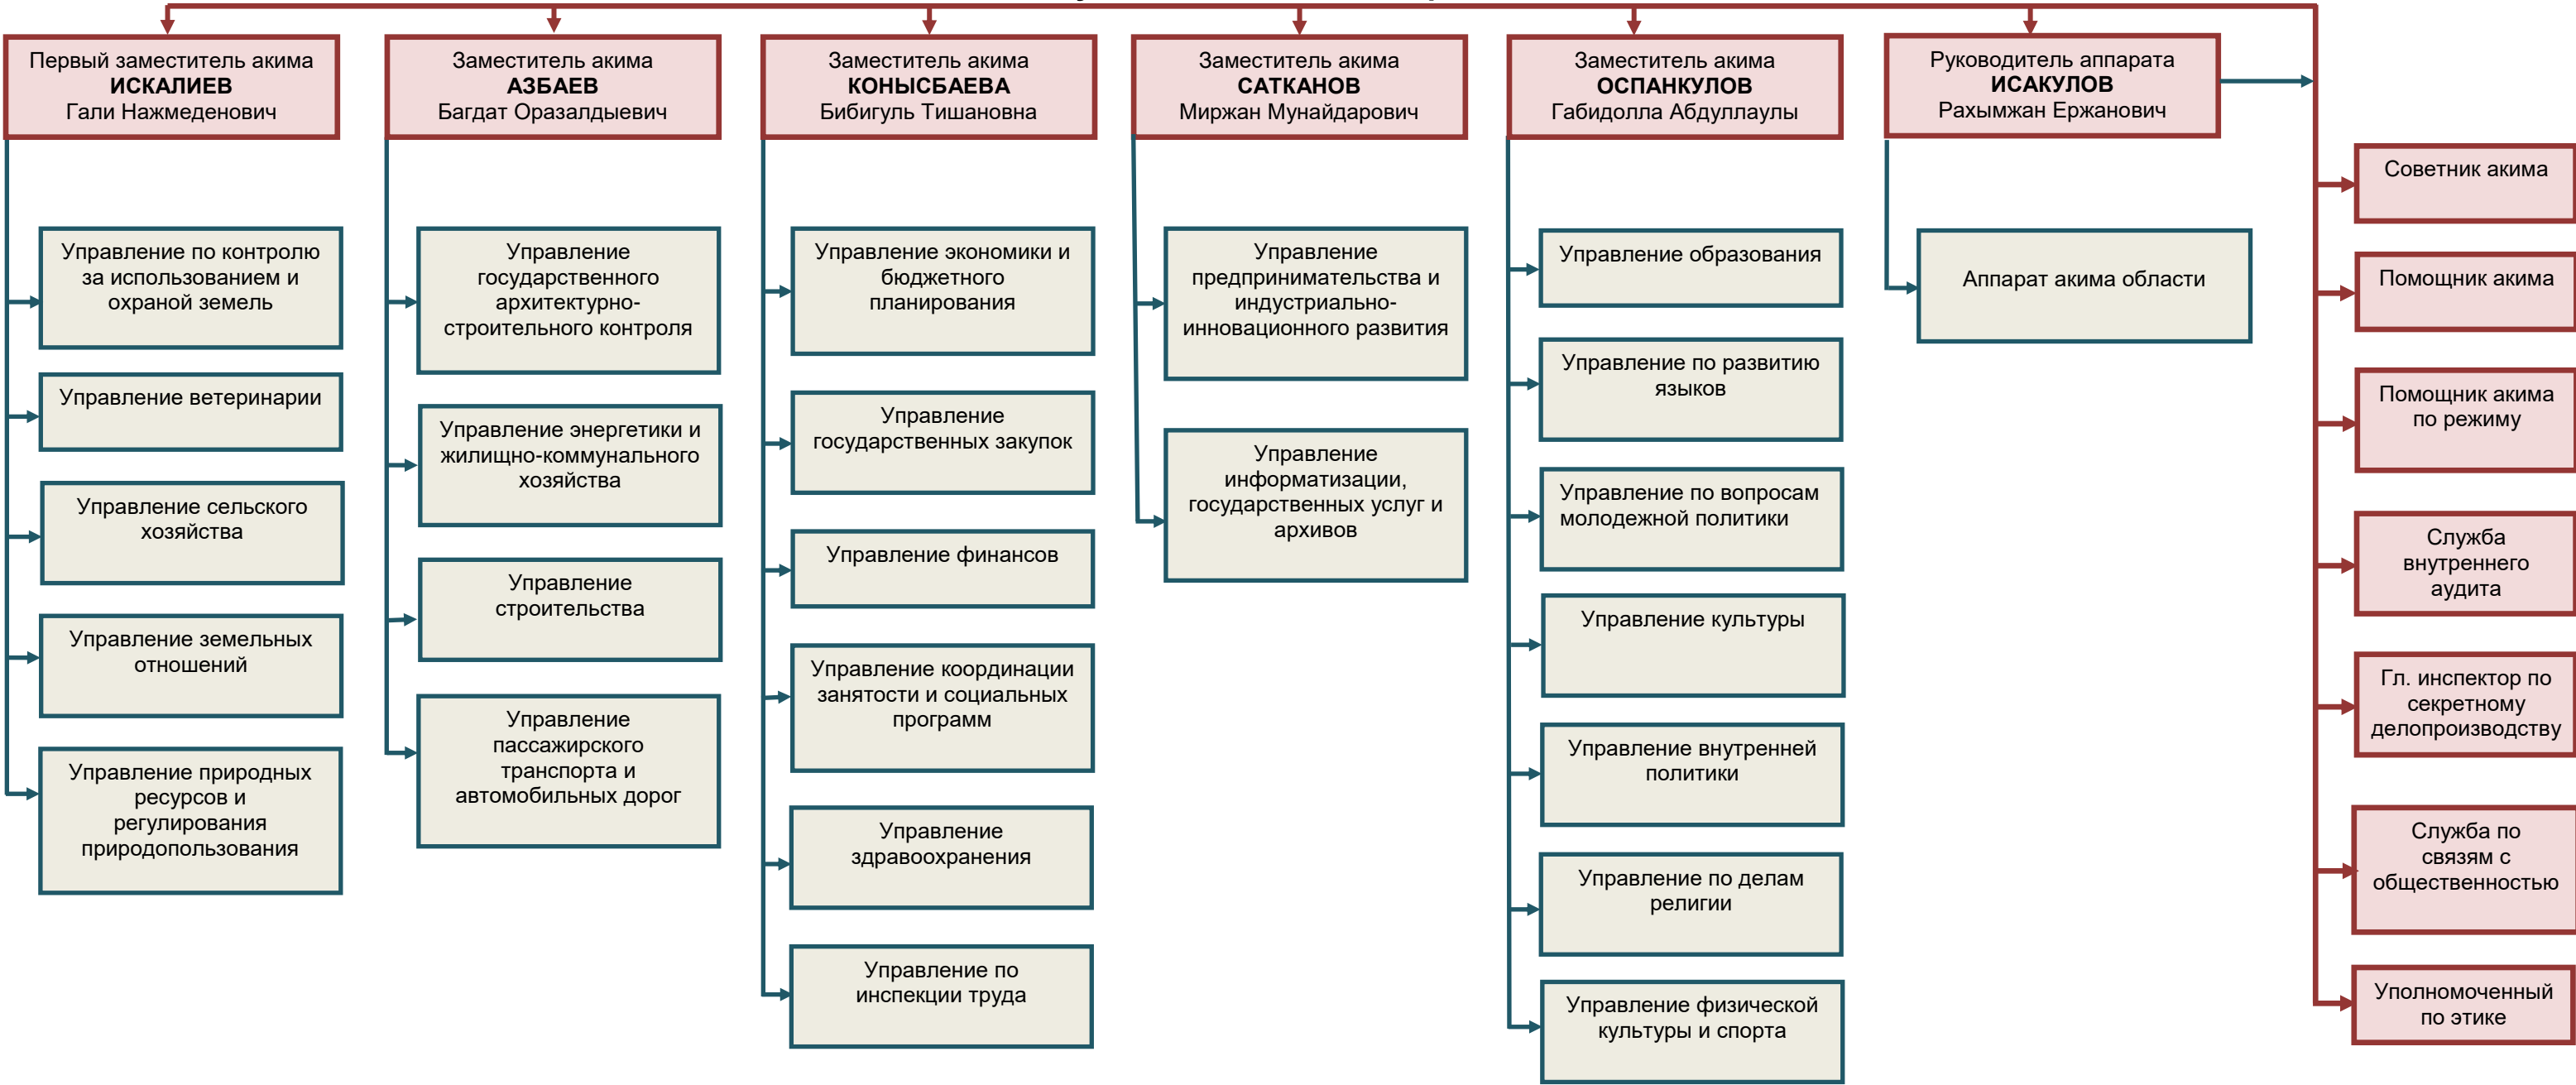 Первый заместитель акима
ИСКАЛИЕВ
Гали Нажмеденович
Заместитель акима
АЗБАЕВ
Багдат Оразалдыевич
Заместитель акима
КОНЫСБАЕВА
Бибигуль Тишановна
Заместитель акима
САТКАНОВ
Миржан Мунайдарович
Заместитель акима
ОСПАНКУЛОВ
Габидолла Абдуллаулы
Руководитель аппарата
ИСАКУЛОВ
Рахымжан Ержанович
Управление по контролю
за использованием и
охраной земель
Управление ветеринарии
Управление сельского
хозяйства
Управление земельных
отношений
Управление природных
ресурсов и
регулирования
природопользования
Управление
государственного
архитектурно-
строительного контроля
Управление энергетики и
жилищно-коммунального
хозяйства
Управление
строительства
Управление
пассажирского
транспорта и
автомобильных дорог
Управление экономики и
бюджетного
планирования
Управление
государственных закупок
Управление финансов
Управление координации
занятости и социальных
программ
Управление
здравоохранения
Управление по
инспекции труда
Управление
предпринимательства и
индустриально-
инновационного развития
Управление
информатизации,
государственных услуг и
архивов
Управление образования
Управление по развитию
языков
Управление по вопросам
молодежной политики
Управление культуры
Управление внутренней
политики
Управление по делам
религии
Управление физической
культуры и спорта
Аппарат акима области
Советник акима
Помощник акима
Помощник акима
по режиму
Служба
внутреннего
аудита
Гл. инспектор по
секретному
делопроизводству
Служба по
связям с
общественностью
Уполномоченный
по этике